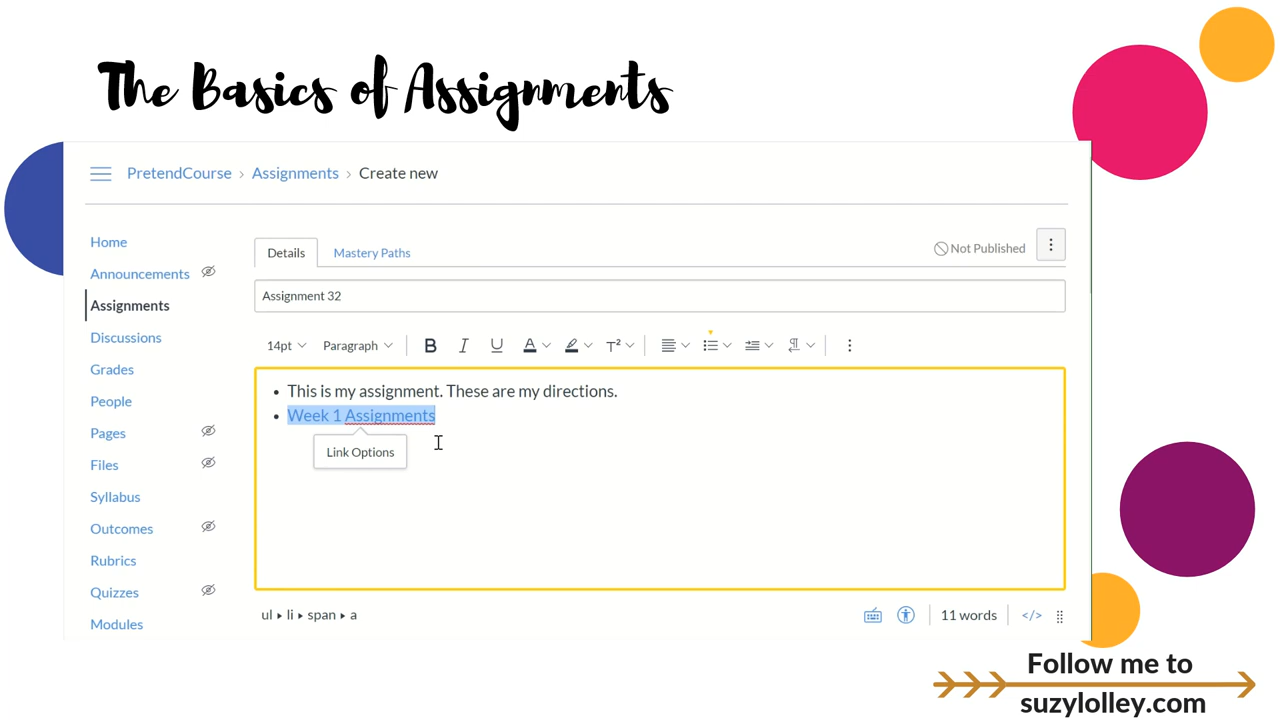 The Basics of Assignments
PretendCourse › Assignments › Create new
Home
Announcements
Assignments
Discussions
Grades
People
Pages
Files
Syllabus
Outcomes
Rubrics
Quizzes
Modules
Details Mastery Paths Not Published
Assignment 32
14pt Paragraph B I U A T²
• This is my assignment. These are my directions.
• Week 1 Assignments
Link Options
ul ▸ li ▸ span ▸ a 11 words </>
Follow me to
suzylolley.com